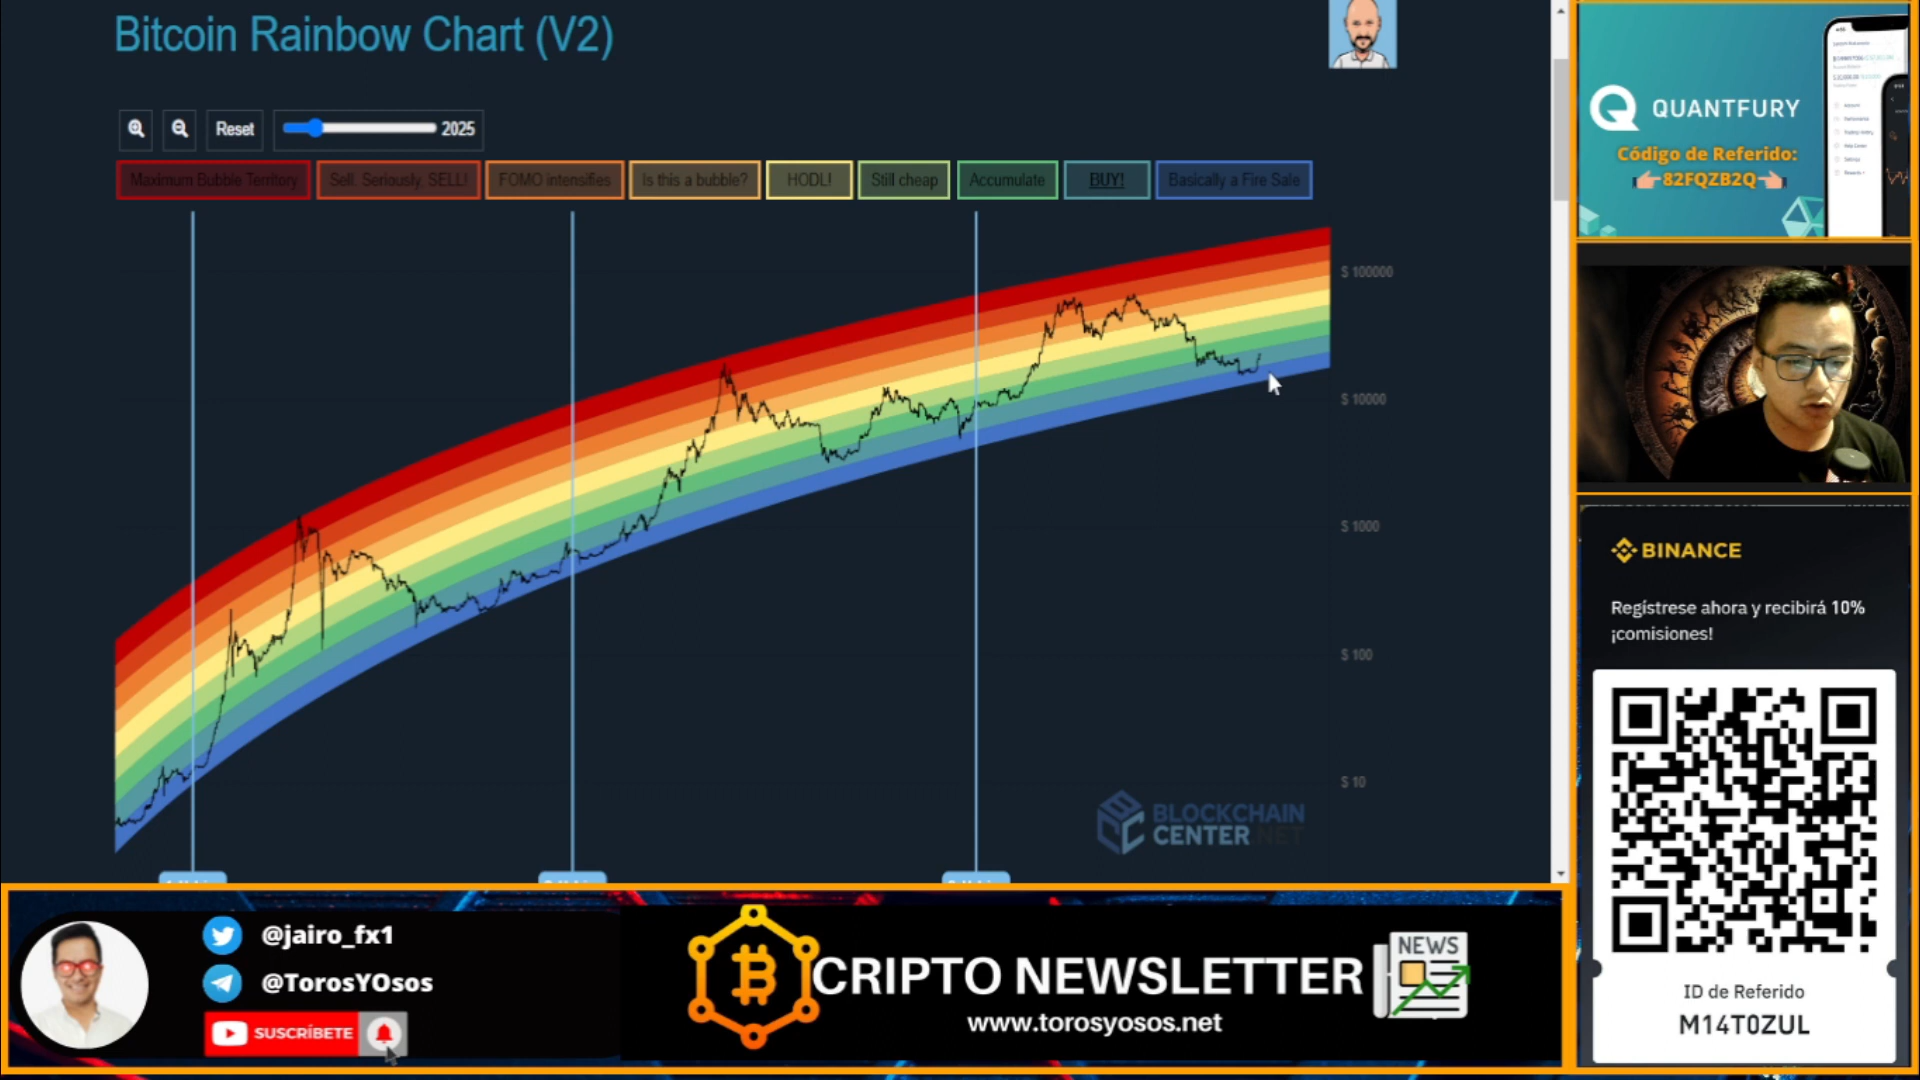 Bitcoin Rainbow Chart (V2)
Reset
2025
Maximum Bubble Territory
Sell. Seriously, SELL!
FOMO intensifies
Is this a bubble?
HODL!
Still cheap
Accumulate
BUY!
Basically a Fire Sale
$ 100000
$ 10000
$ 1000
$ 100
$ 10
BLOCKCHAIN
CENTER.NET
QUANTFURY
Código de Referido:
82FQZB2Q
BINANCE
Regístrese ahora y recibirá 10%
¡comisiones!
ID de Referido
M14T0ZUL
@jairo_fx1
@TorosYOsos
SUSCRÍBETE
CRIPTO NEWSLETTER
www.torosyosos.net
NEWS